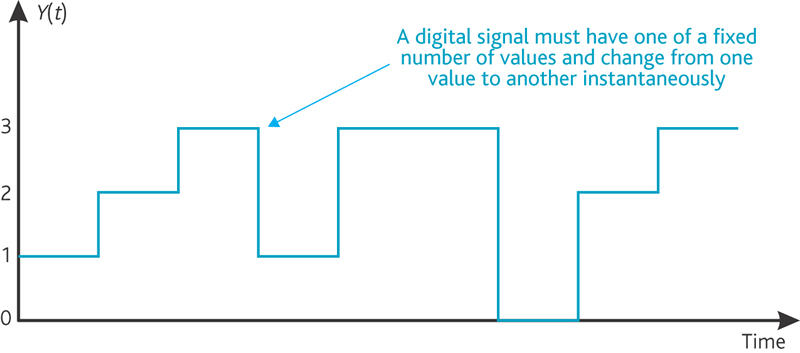 Y(t)
A digital signal must have one of a fixed
number of values and change from one
value to another instantaneously
3
2
1
0
Time